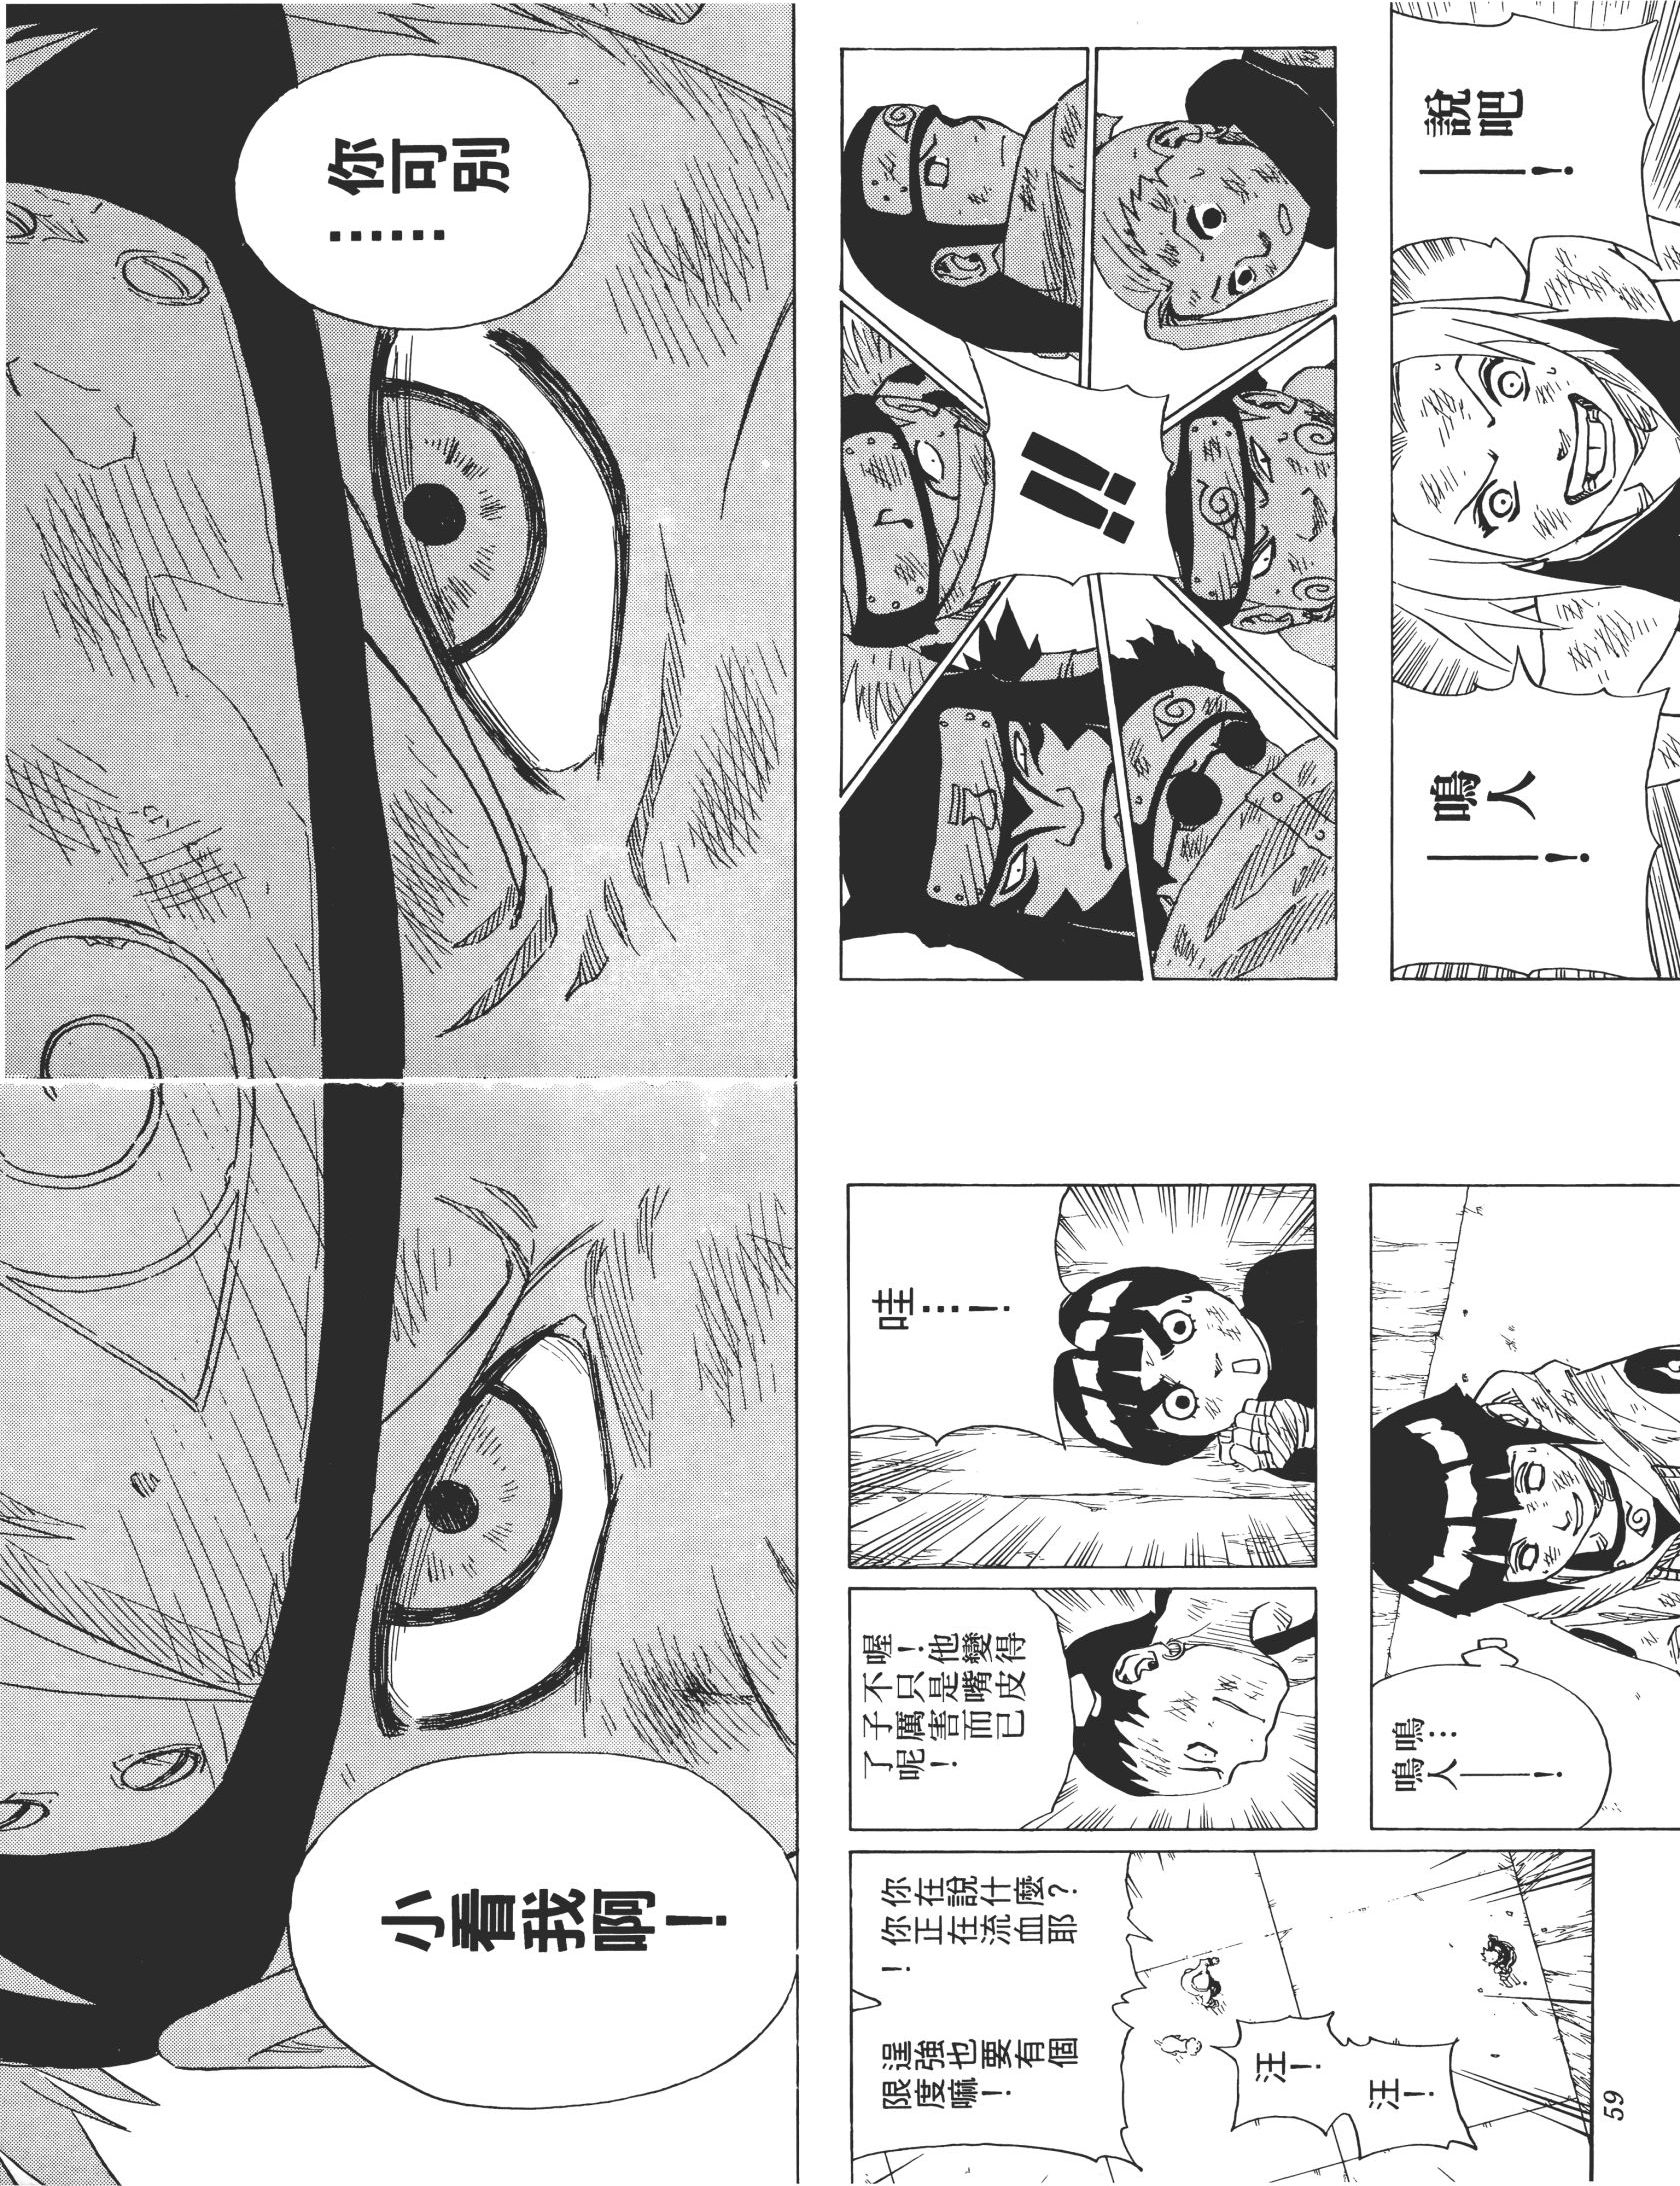 你可別
……
小看我啊!
!!
說吧
——!
鳴人
——!
哇…!
喔!他變得
不只是嘴皮
子厲害而已
了呢!
你在說什麼?
你正在流血耶
!
逞強也要有個
限度嘛!
汪!
汪!
鳴…
鳴人——!
59